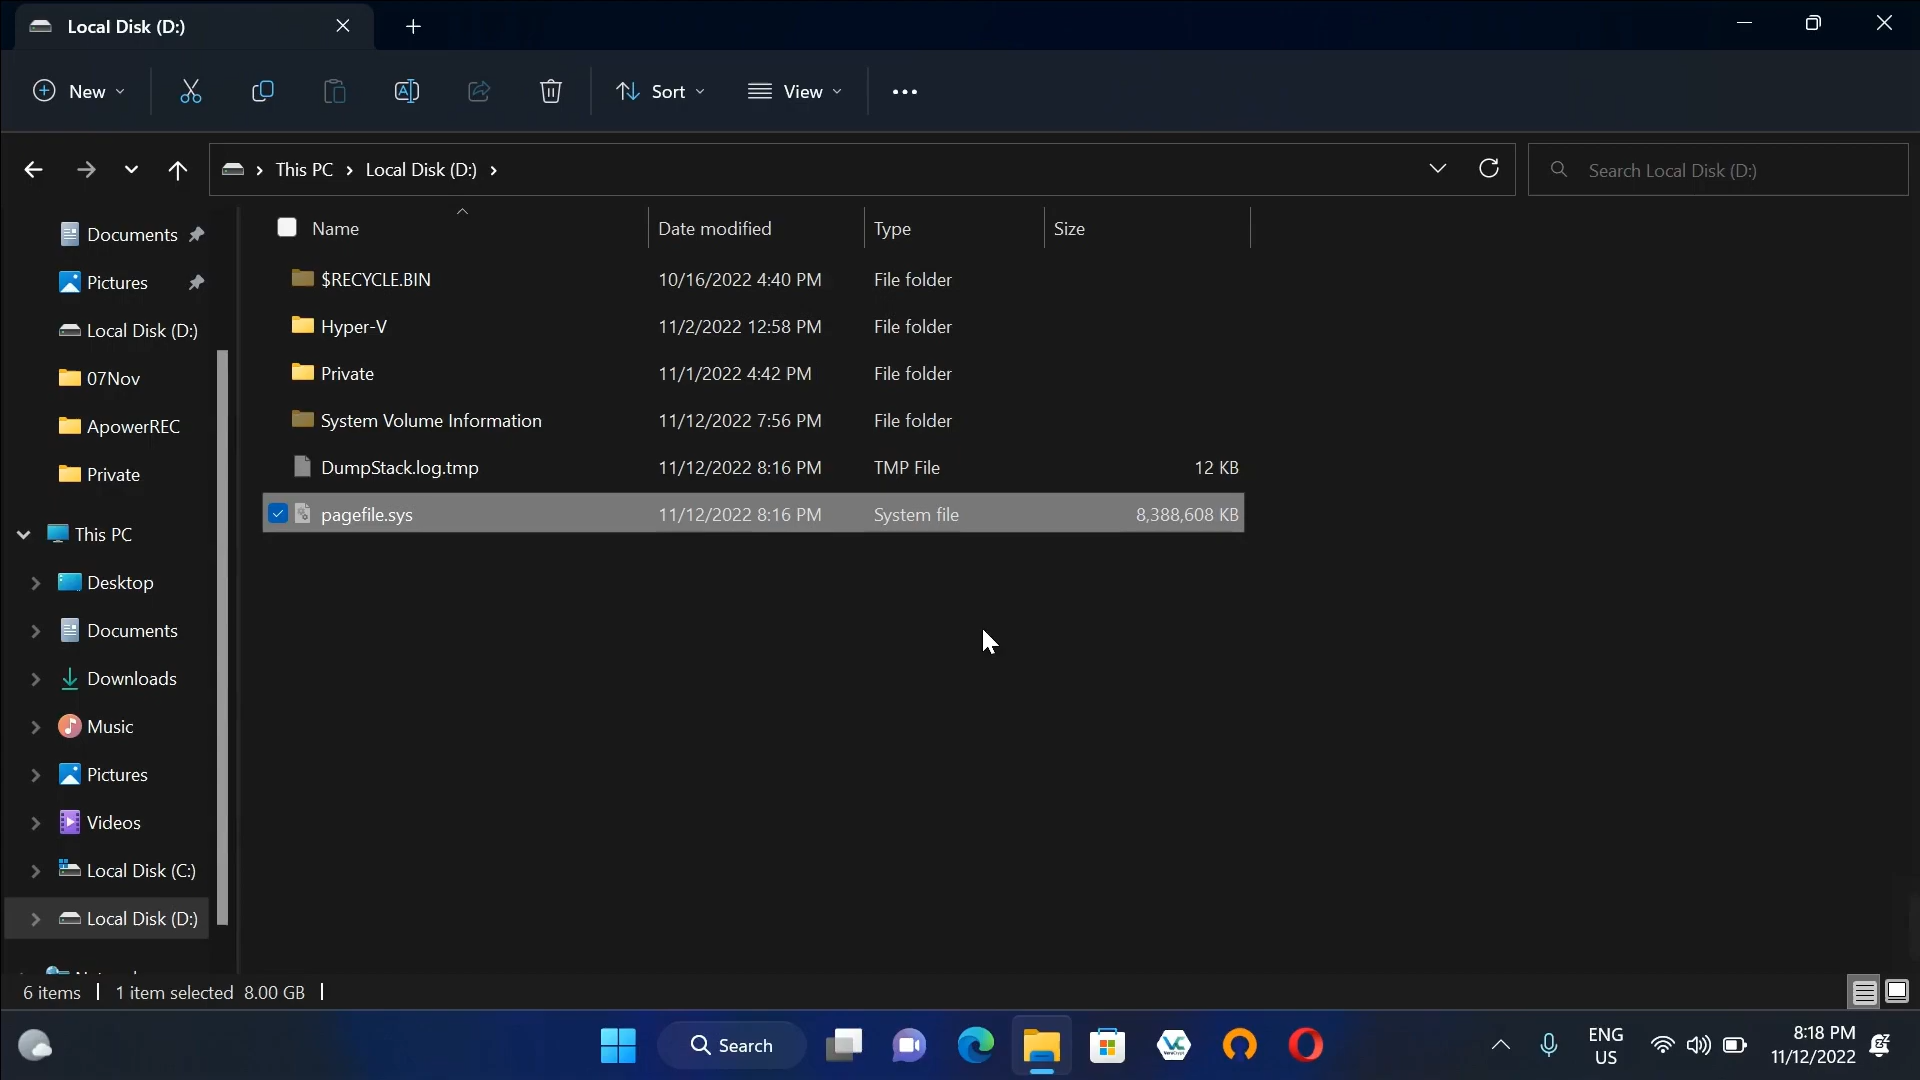 Local Disk (D:)
New
Sort
View
This PC
Local Disk (D:)
Search Local Disk (D:)
Documents
Pictures
Local Disk (D:)
07Nov
ApowerREC
Private
This PC
Desktop
Documents
Downloads
Music
Pictures
Videos
Local Disk (C:)
Local Disk (D:)
Name Date modified Type Size
$RECYCLE.BIN 10/16/2022 4:40 PM File folder
Hyper-V 11/2/2022 12:58 PM File folder
Private 11/1/2022 4:42 PM File folder
System Volume Information 11/12/2022 7:56 PM File folder
DumpStack.log.tmp 11/12/2022 8:16 PM TMP File 12 KB
pagefile.sys 11/12/2022 8:16 PM System file 8,388,608 KB
6 items 1 item selected 8.00 GB
Search
ENG
US
8:18 PM
11/12/2022